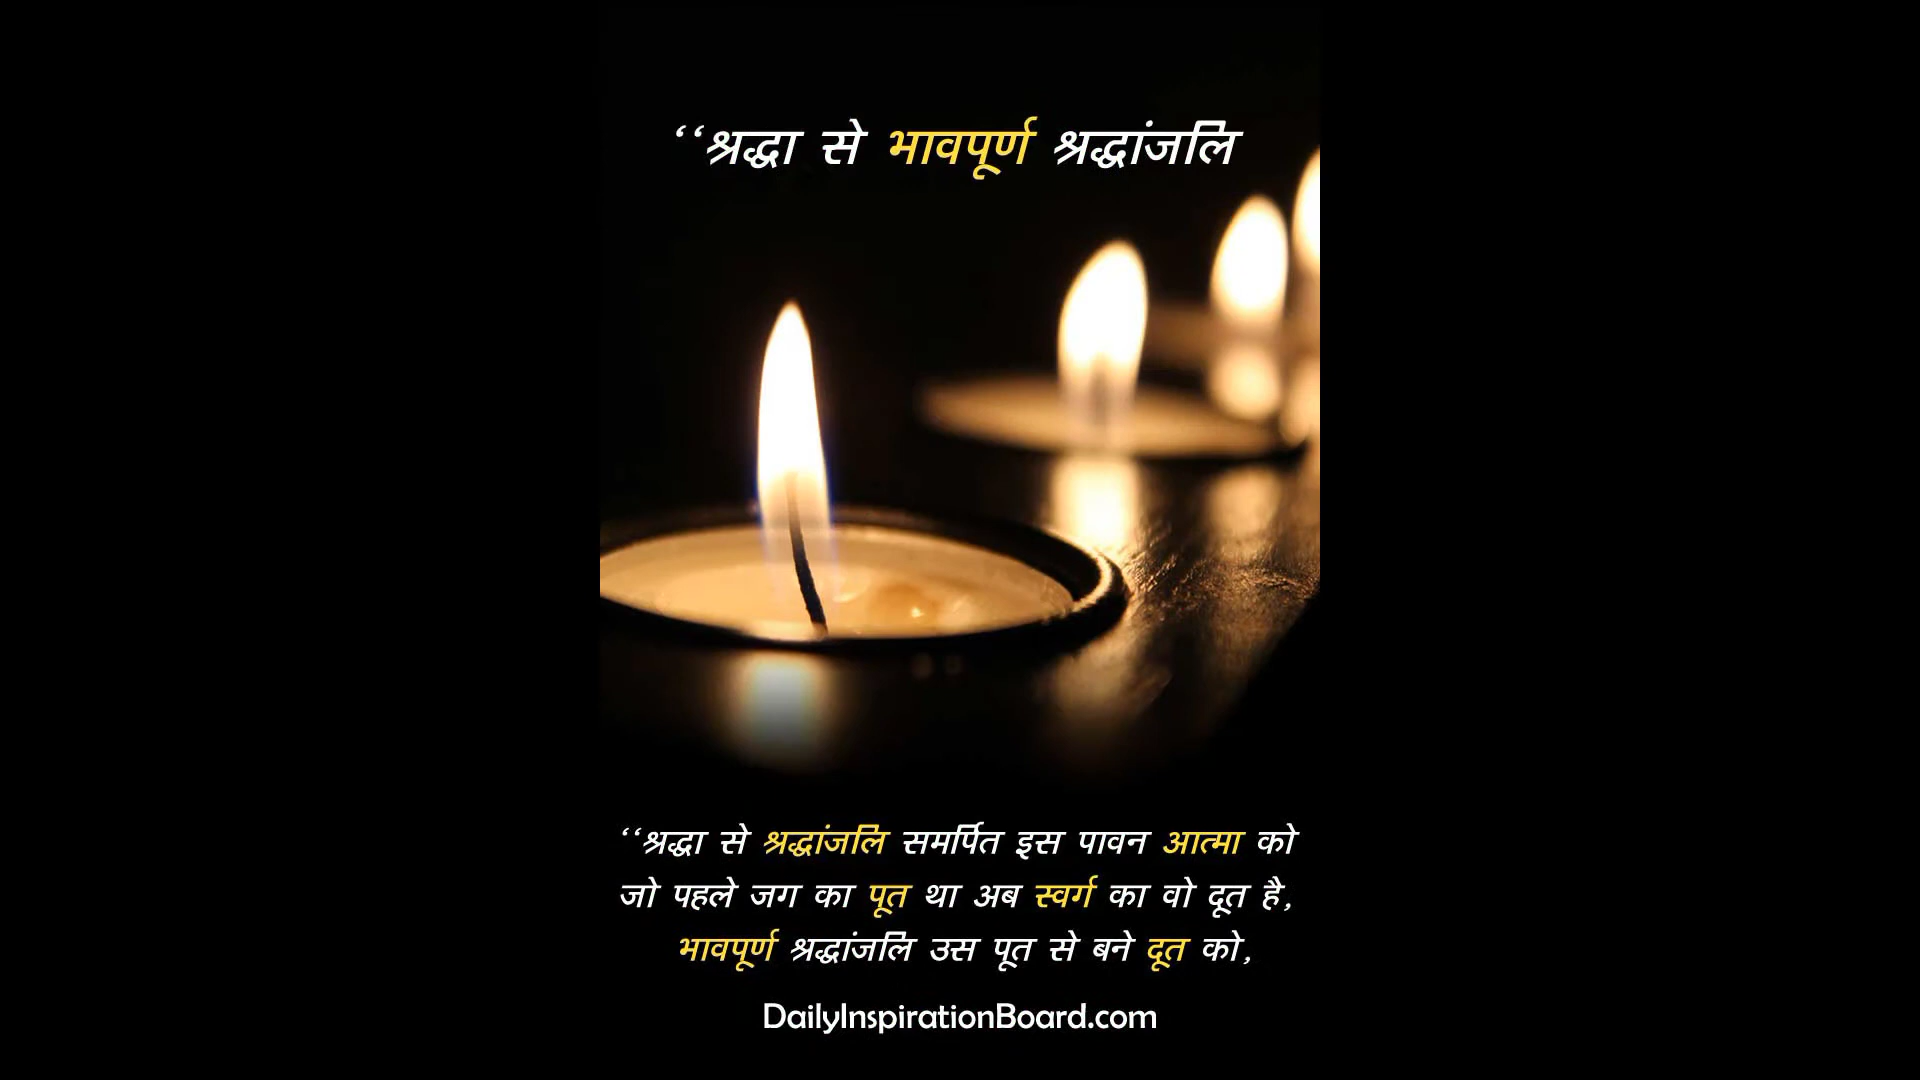 ‘‘श्रद्धा से भावपूर्ण श्रद्धांजलि
‘‘श्रद्धा से श्रद्धांजलि समर्पित इस पावन आत्मा को
जो पहले जग का पूत था अब स्वर्ग का वो दूत है,
भावपूर्ण श्रद्धांजलि उस पूत से बने दूत को,
DailyInspirationBoard.com